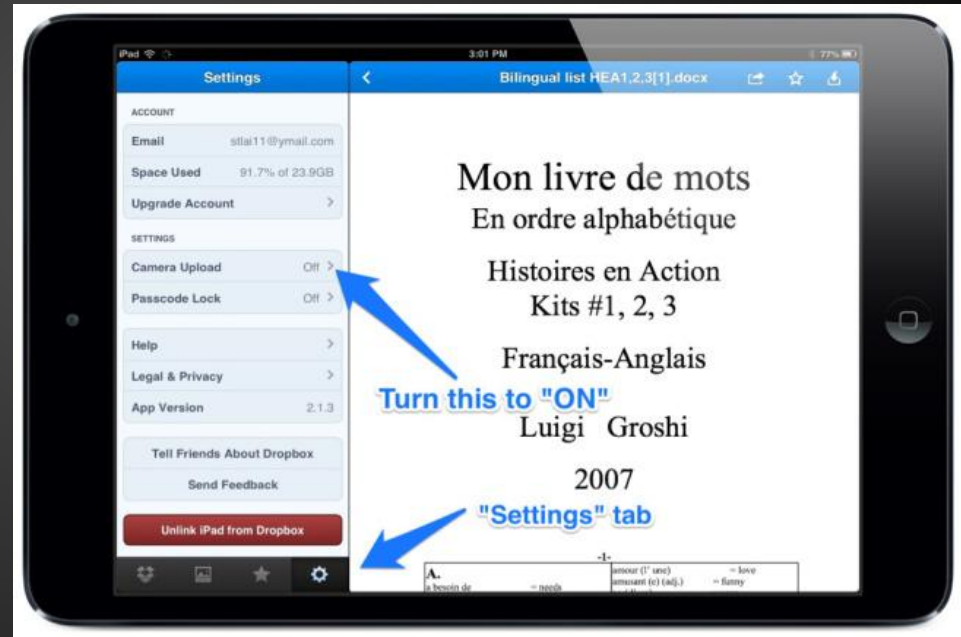 iPad
3:01 PM
77%
Settings
Bilingual list HEA1,2,3[1].docx
ACCOUNT
Email stlai11@ymail.com
Space Used 91.7% of 23.9GB
Upgrade Account
SETTINGS
Camera Upload Off
Passcode Lock Off
Help
Legal & Privacy
App Version 2.1.3
Tell Friends About Dropbox
Send Feedback
Unlink iPad from Dropbox
Mon livre de mots
En ordre alphabétique
Histoires en Action
Kits #1, 2, 3
Français-Anglais
Turn this to "ON"
Luigi Groshi
2007
"Settings" tab
-1-
A.
a besoin de = needs
amour (l' une) = love
amusant (e) (adj.) = funny